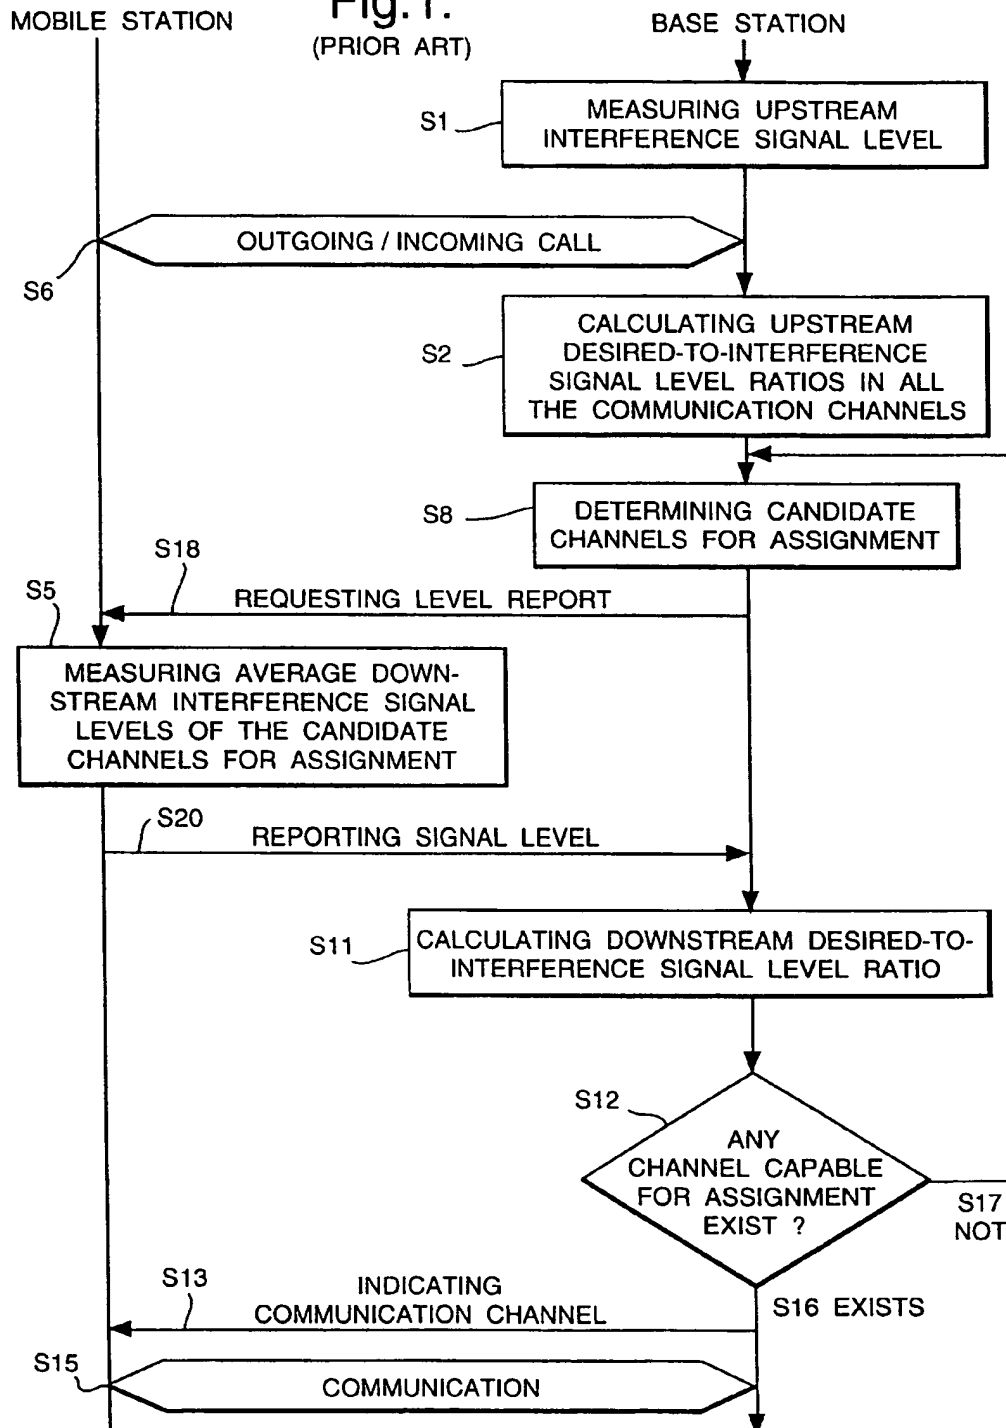 Fig.1.
MOBILE STATION
(PRIOR ART)
BASE STATION
S1
MEASURING UPSTREAM
INTERFERENCE SIGNAL LEVEL
OUTGOING / INCOMING CALL
S6
S2
CALCULATING UPSTREAM
DESIRED-TO-INTERFERENCE
SIGNAL LEVEL RATIOS IN ALL
THE COMMUNICATION CHANNELS
S8
DETERMINING CANDIDATE
CHANNELS FOR ASSIGNMENT
S18
REQUESTING LEVEL REPORT
S5
MEASURING AVERAGE DOWN-
STREAM INTERFERENCE SIGNAL
LEVELS OF THE CANDIDATE
CHANNELS FOR ASSIGNMENT
S20
REPORTING SIGNAL LEVEL
S11
CALCULATING DOWNSTREAM DESIRED-TO-
INTERFERENCE SIGNAL LEVEL RATIO
S12
ANY
CHANNEL CAPABLE
FOR ASSIGNMENT
EXIST ?
S17
NOT
S13
INDICATING
COMMUNICATION CHANNEL
S16 EXISTS
S15
COMMUNICATION